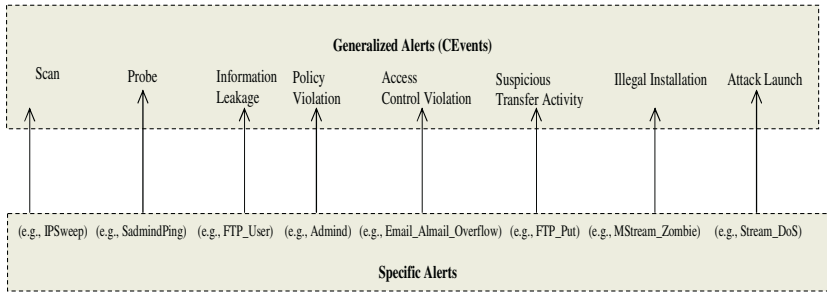 Generalized Alerts (CEvents)
Scan
Probe
Information
Leakage
Policy
Violation
Access
Control Violation
Suspicious
Transfer Activity
Illegal Installation
Attack Launch
(e.g., IPSweep) (e.g., SadmindPing) (e.g., FTP_User) (e.g., Admind) (e.g., Email_Almail_Overflow) (e.g., FTP_Put) (e.g., MStream_Zombie) (e.g., Stream_DoS)
Specific Alerts